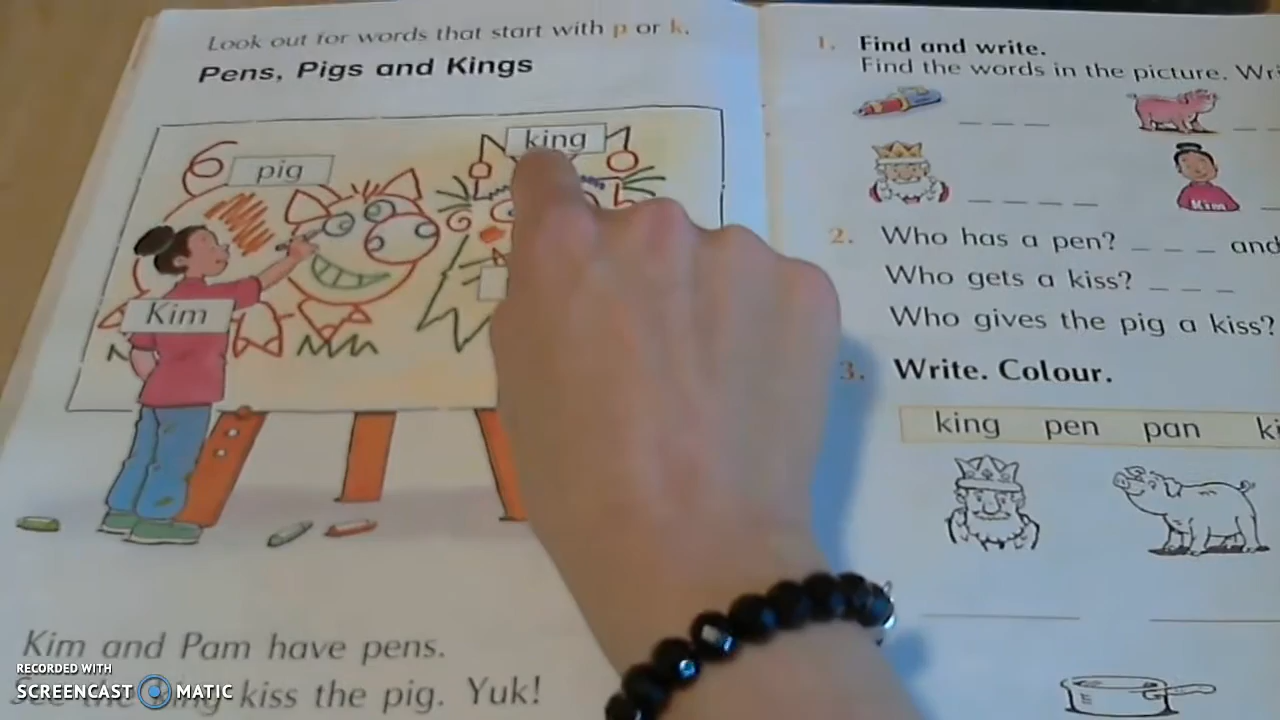 Look out for words that start with p or k.
Pens, Pigs and Kings
king
pig
Kim
Kim and Pam have pens.
See the king kiss the pig. Yuk!
RECORDED WITH
SCREENCAST MATIC
1. Find and write.
Find the words in the picture.
Kim
2. Who has a pen? _ _ _ and
Who gets a kiss? _ _ _
Who gives the pig a kiss?
3. Write. Colour.
king pen pan